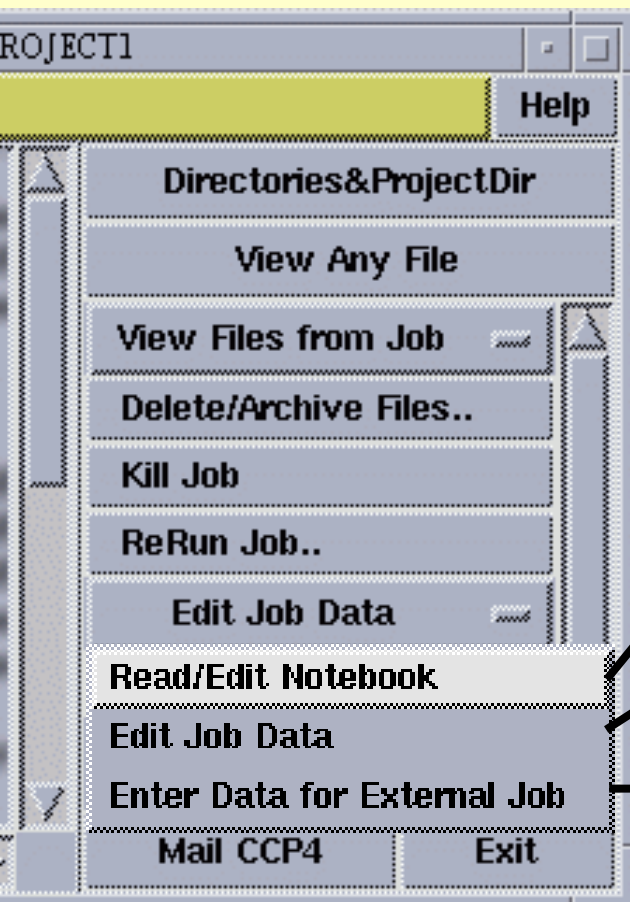 ROJECT1
Help
Directories&ProjectDir
View Any File
View Files from Job
Delete/Archive Files..
Kill Job
ReRun Job..
Edit Job Data
Read/Edit Notebook
Edit Job Data
Enter Data for External Job
Mail CCP4 Exit